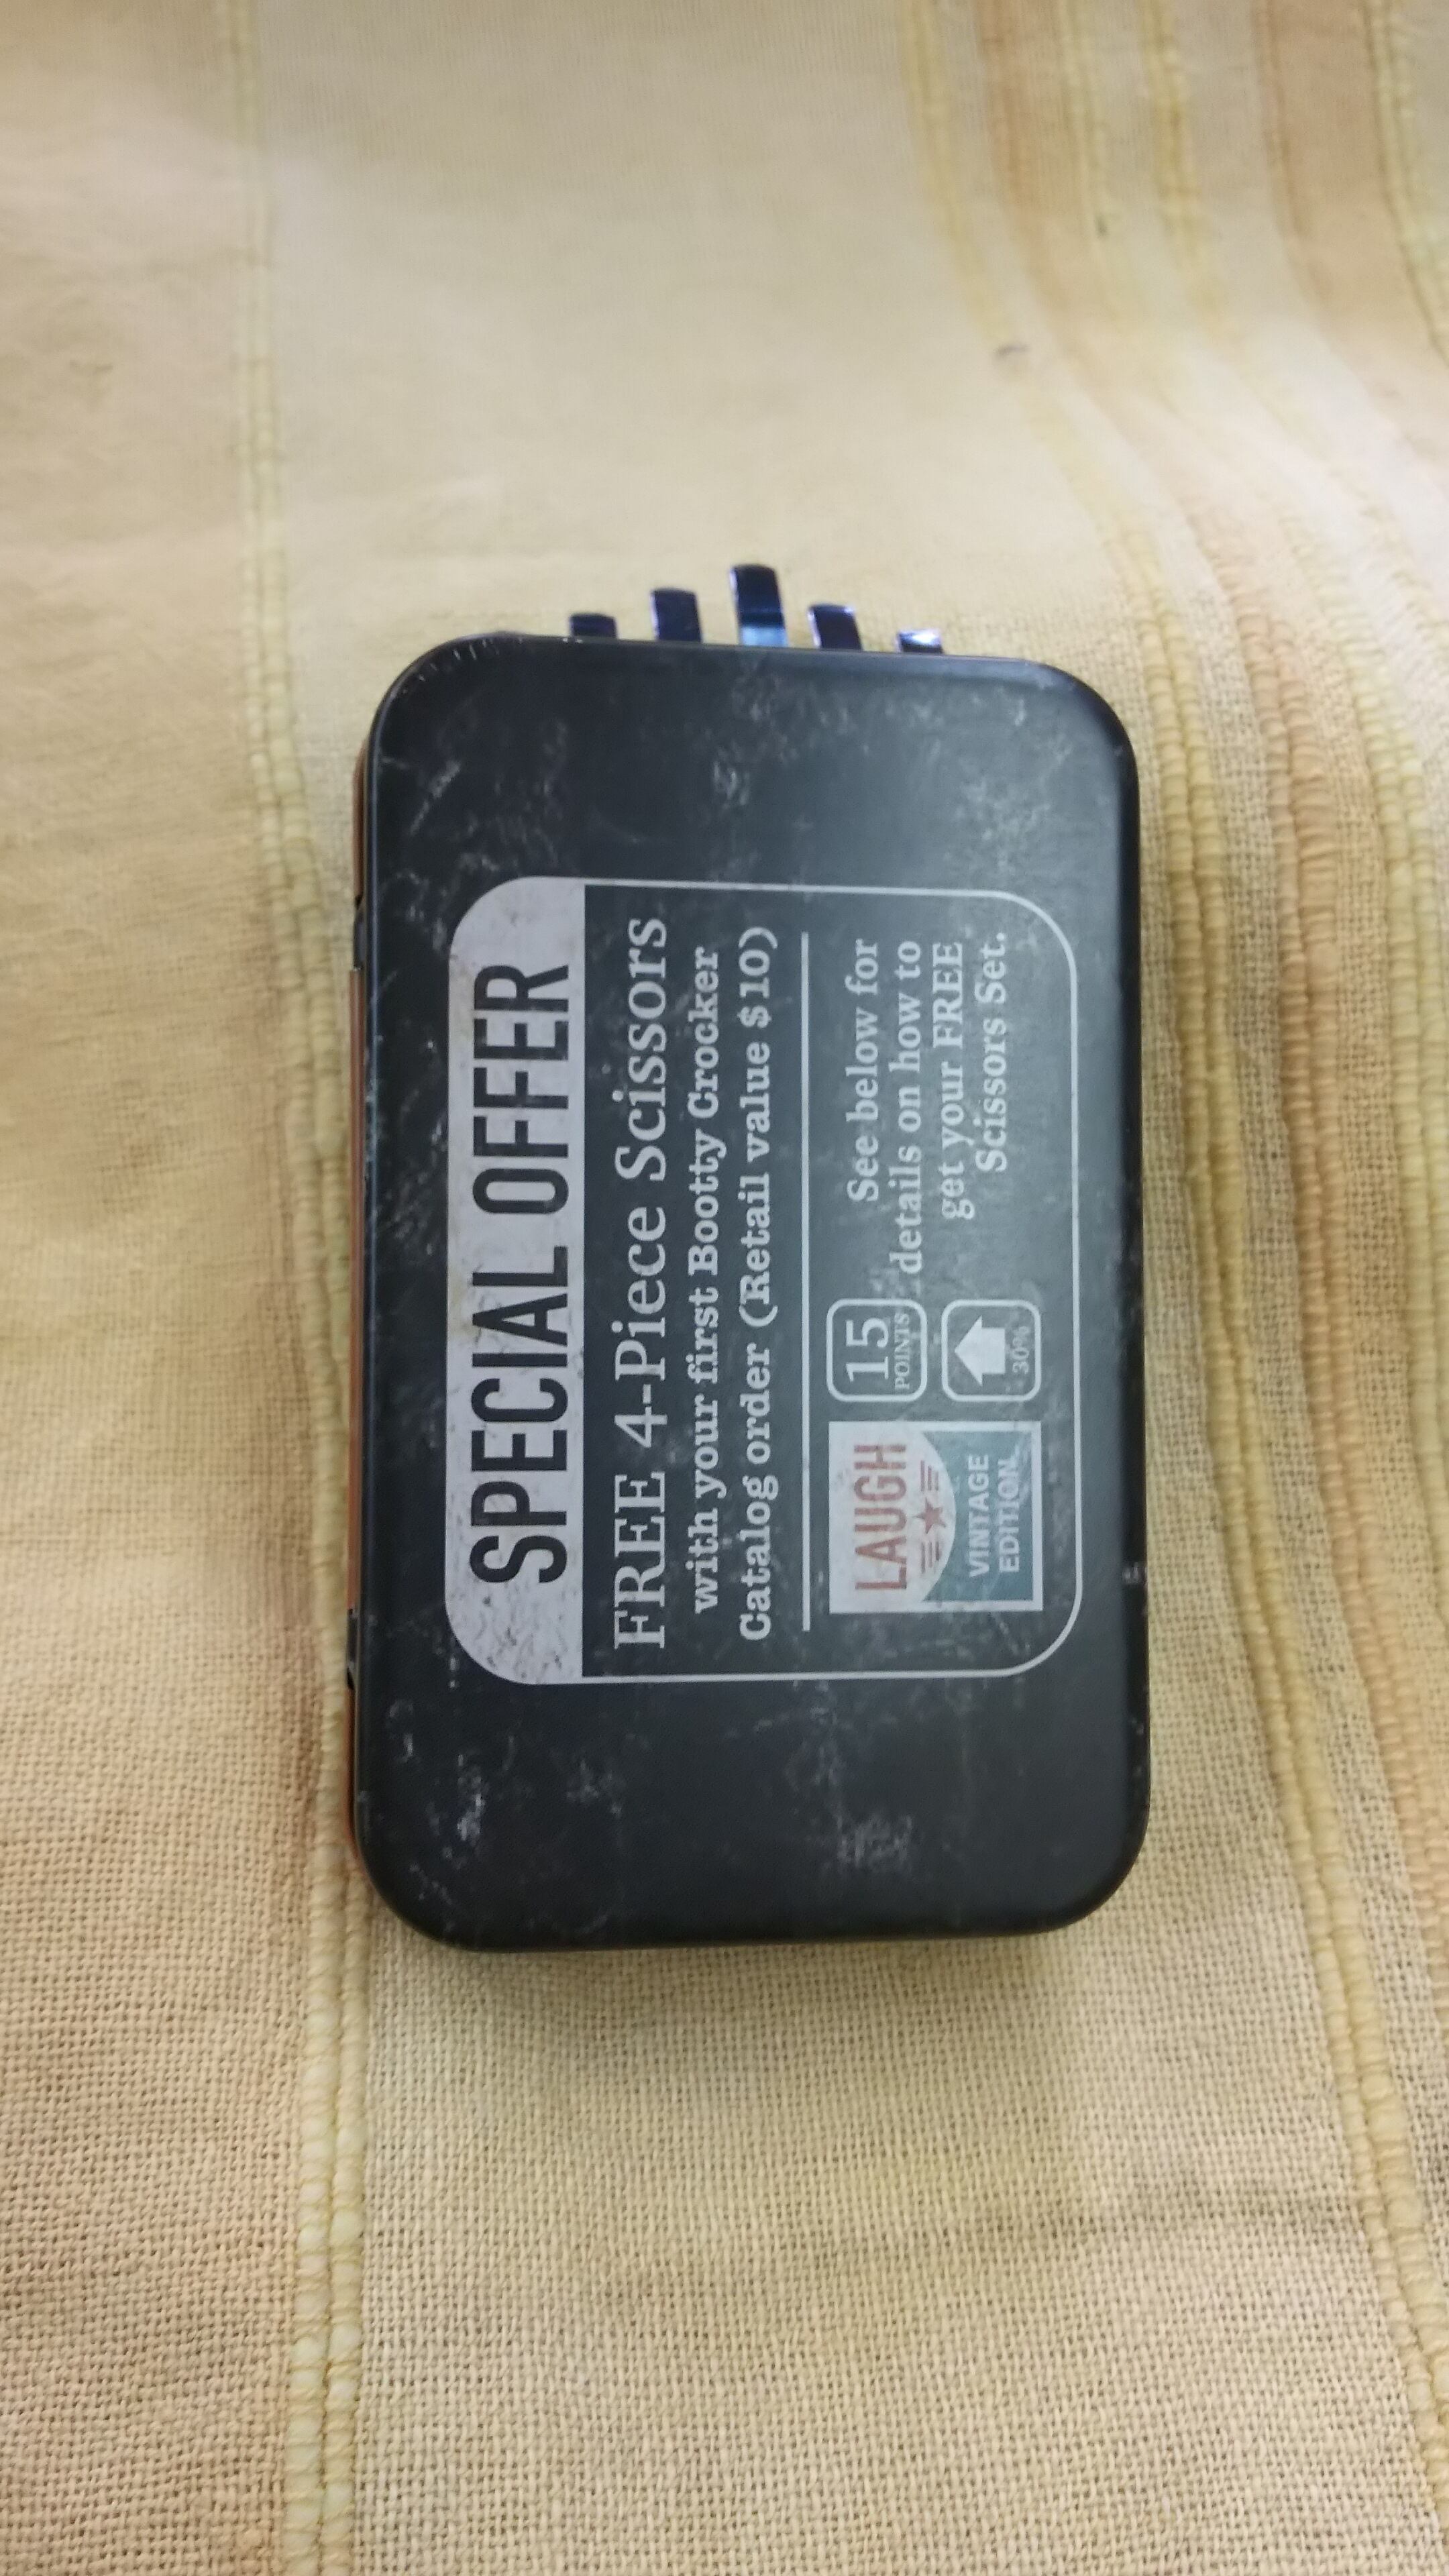 SPECIAL OFFER
FREE 4-Piece Scissors
with your first Bootty Crocker
Catalog order (Retail value $10)
LAUGH
VINTAGE
EDITION
15
POINTS
30%
See below for
details on how to
get your FREE
Scissors Set.